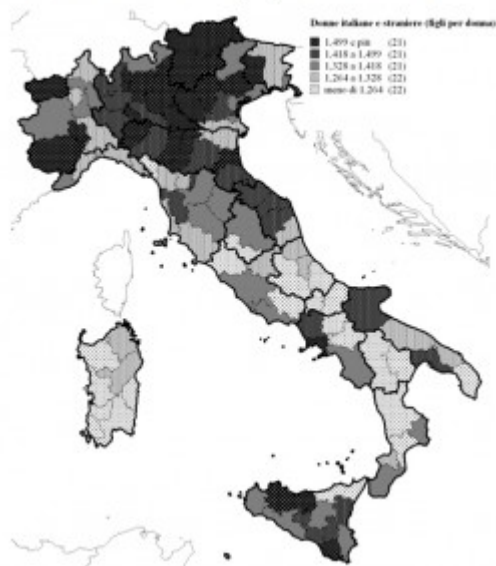 Donne italiane e straniere (figli per donna)
1.499 e più (21)
1.418 a 1.499 (21)
1.328 a 1.418 (21)
1.264 a 1.328 (22)
meno di 1.264 (22)